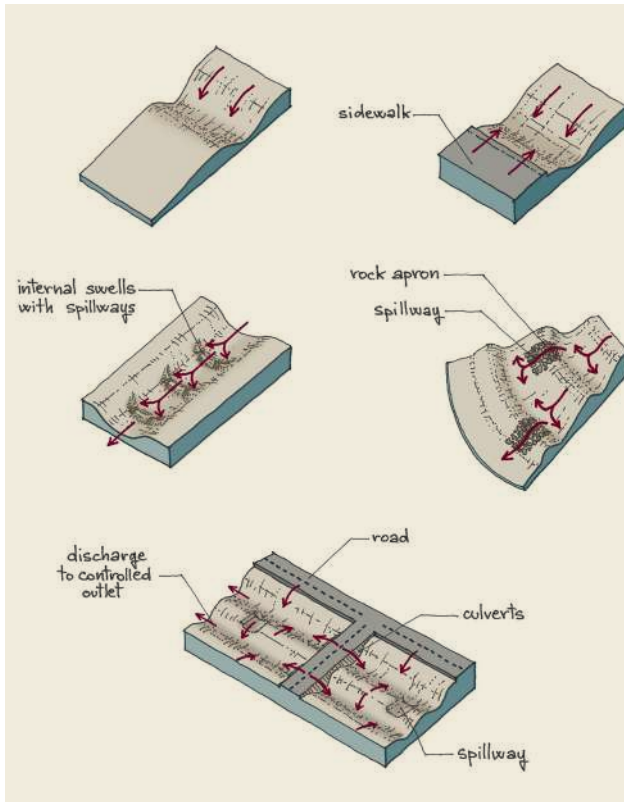 sidewalk
internal swells
with spillways
rock apron
spillway
discharge
to controlled
outlet
road
culverts
spillway